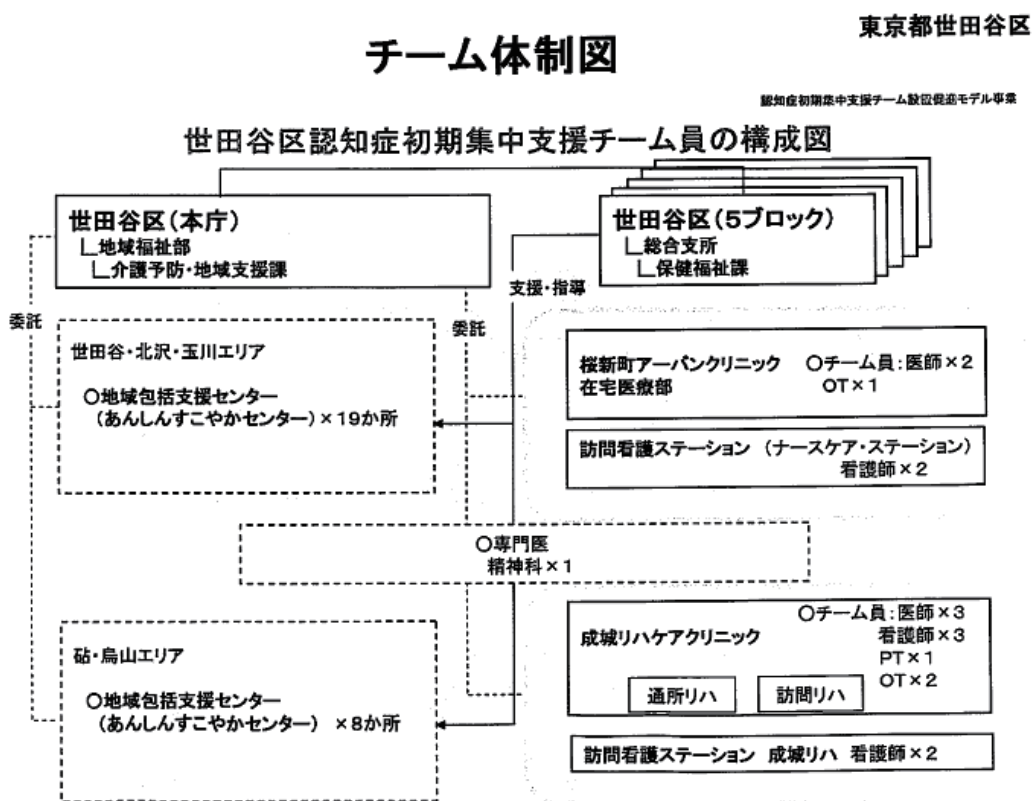 東京都世田谷区
チーム体制図
認知症初期集中支援チーム設置促進モデル事業
世田谷区認知症初期集中支援チーム員の構成図
世田谷区(本庁)
地域福祉部
介護予防・地域支援課
世田谷区(5ブロック)
総合支所
保健福祉課
支援・指導
委託
委託
世田谷・北沢・玉川エリア
○地域包括支援センター
(あんしんすこやかセンター)×19か所
桜新町アーバンクリニック ○チーム員:医師×2
在宅医療部 OT×1
訪問看護ステーション (ナースケア・ステーション)
看護師×2
○専門医
精神科×1
砧・烏山エリア
○地域包括支援センター
(あんしんすこやかセンター) ×8か所
○チーム員:医師×3
成城リハケアクリニック 看護師×3
PT×1
OT×2
通所リハ 訪問リハ
訪問看護ステーション 成城リハ 看護師×2